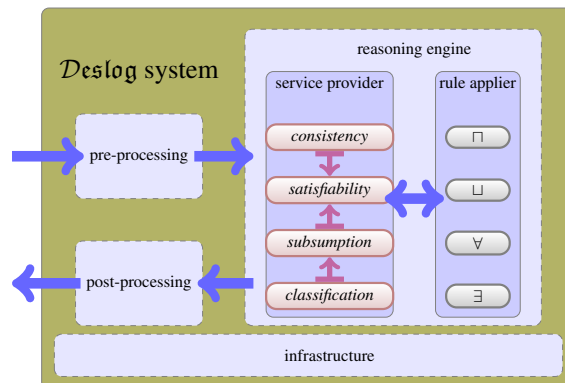 Deslog system
reasoning engine
service provider
rule applier
pre-processing
consistency
⊓
satisfiability
⊓
subsumption
∀
post-processing
classification
∃
infrastructure